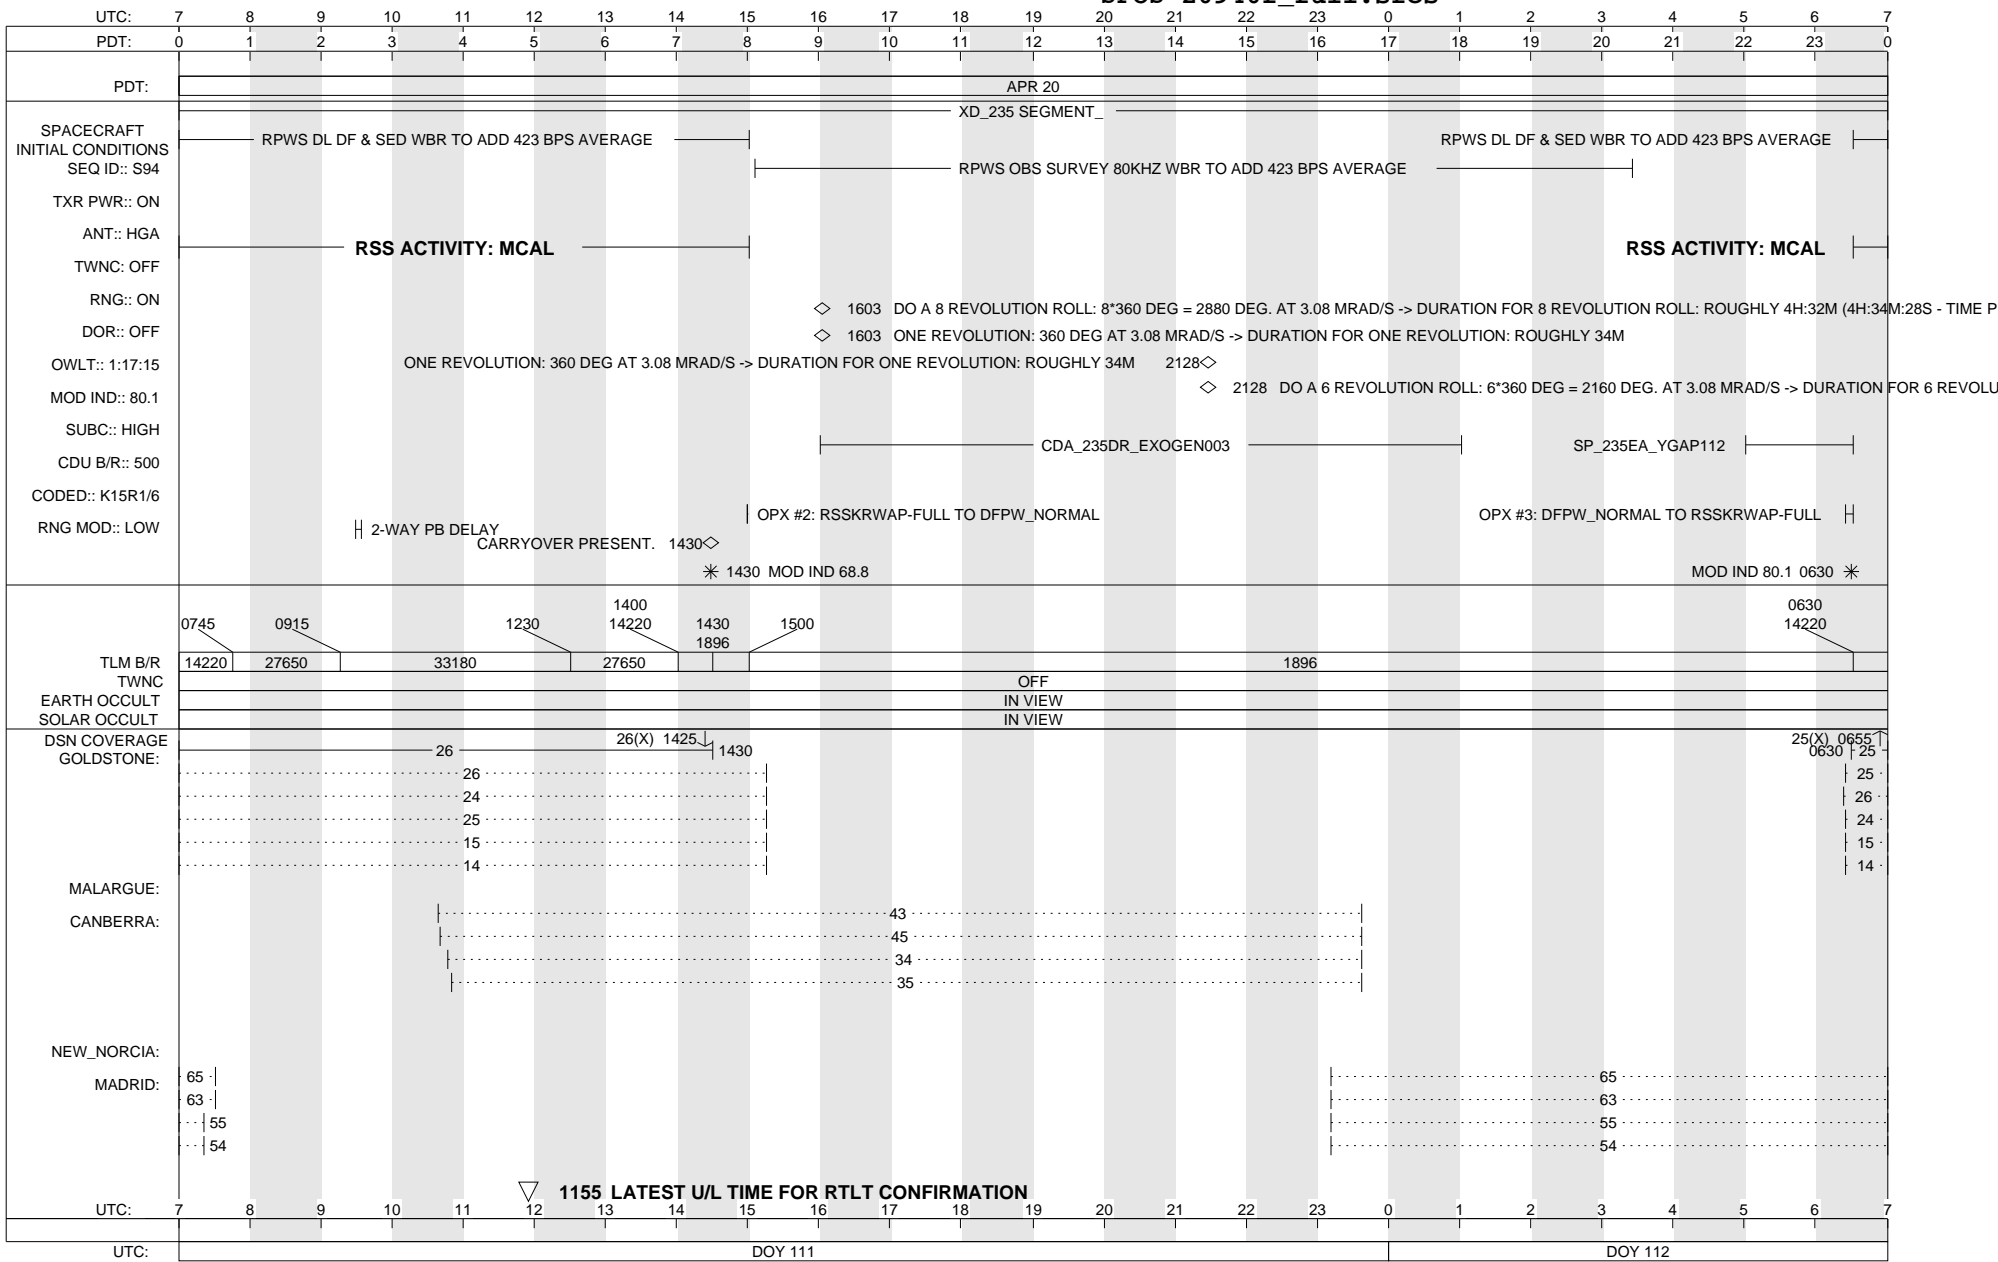 UTC: 7 8 9 10 11 12 13 14 15 16 17 18 19 20 21 22 23 0 1 2 3 4 5 6 7
PDT: 0 1 2 3 4 5 6 7 8 9 10 11 12 13 14 15 16 17 18 19 20 21 22 23 0
PDT: APR 20
XD_235 SEGMENT_
SPACECRAFT
INITIAL CONDITIONS
RPWS DL DF & SED WBR TO ADD 423 BPS AVERAGE RPWS DL DF & SED WBR TO ADD 423 BPS AVERAGE
SEQ ID:: S94 RPWS OBS SURVEY 80KHZ WBR TO ADD 423 BPS AVERAGE
TXR PWR:: ON
ANT:: HGA
RSS ACTIVITY: MCAL RSS ACTIVITY: MCAL
TWNC: OFF
RNG:: ON
1603 DO A 8 REVOLUTION ROLL: 8*360 DEG = 2880 DEG. AT 3.08 MRAD/S -> DURATION FOR 8 REVOLUTION ROLL: ROUGHLY 4H:32M (4H:34M:28S - TIME P
DOR:: OFF 1603 ONE REVOLUTION: 360 DEG AT 3.08 MRAD/S -> DURATION FOR ONE REVOLUTION: ROUGHLY 34M
OWLT:: 1:17:15 ONE REVOLUTION: 360 DEG AT 3.08 MRAD/S -> DURATION FOR ONE REVOLUTION: ROUGHLY 34M 2128
2128 DO A 6 REVOLUTION ROLL: 6*360 DEG = 2160 DEG. AT 3.08 MRAD/S -> DURATION FOR 6 REVOLU
MOD IND:: 80.1
SUBC:: HIGH
CDA_235DR_EXOGEN003 SP_235EA_YGAP112
CDU B/R:: 500
CODED:: K15R1/6
OPX #2: RSSKRWAP-FULL TO DFPW_NORMAL OPX #3: DFPW_NORMAL TO RSSKRWAP-FULL
RNG MOD:: LOW 2-WAY PB DELAY
CARRYOVER PRESENT. 1430
1430 MOD IND 68.8 MOD IND 80.1 0630
1400 0630
0745 0915 1230 14220 1430 1500 14220
1896
TLM B/R 14220 27650 33180 27650 1896
TWNC OFF
EARTH OCCULT IN VIEW
SOLAR OCCULT IN VIEW
DSN COVERAGE 26(X) 1425 25(X) 0655
GOLDSTONE: 26 1430 0630 25
26 25
24 26
25 24
15 15
14 14
MALARGUE:
CANBERRA: 43
45
34
35
NEW_NORCIA:
MADRID: 65 65
63 63
55 55
54 54
1155 LATEST U/L TIME FOR RTLT CONFIRMATION
UTC: 7 8 9 10 11 12 13 14 15 16 17 18 19 20 21 22 23 0 1 2 3 4 5 6 7
UTC: DOY 111 DOY 112